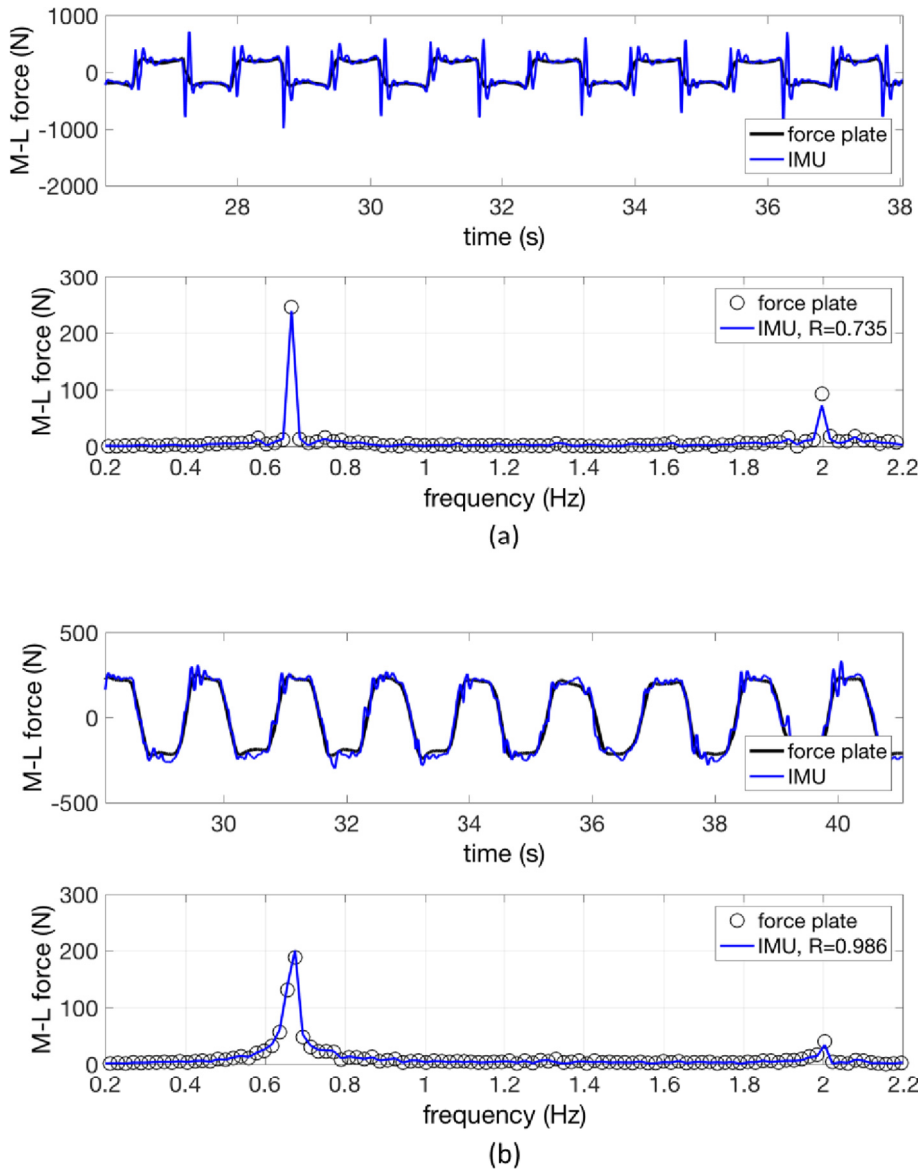 1000
0
-1000
-2000
M-L force (N)
force plate
IMU
28 30 32 34 36 38
time (s)
300
200
100
0
M-L force (N)
force plate
IMU, R=0.735
0.2 0.4 0.6 0.8 1 1.2 1.4 1.6 1.8 2 2.2
frequency (Hz)
(a)
500
0
-500
M-L force (N)
force plate
IMU
30 32 34 36 38 40
time (s)
300
200
100
0
M-L force (N)
force plate
IMU, R=0.986
0.2 0.4 0.6 0.8 1 1.2 1.4 1.6 1.8 2 2.2
frequency (Hz)
(b)